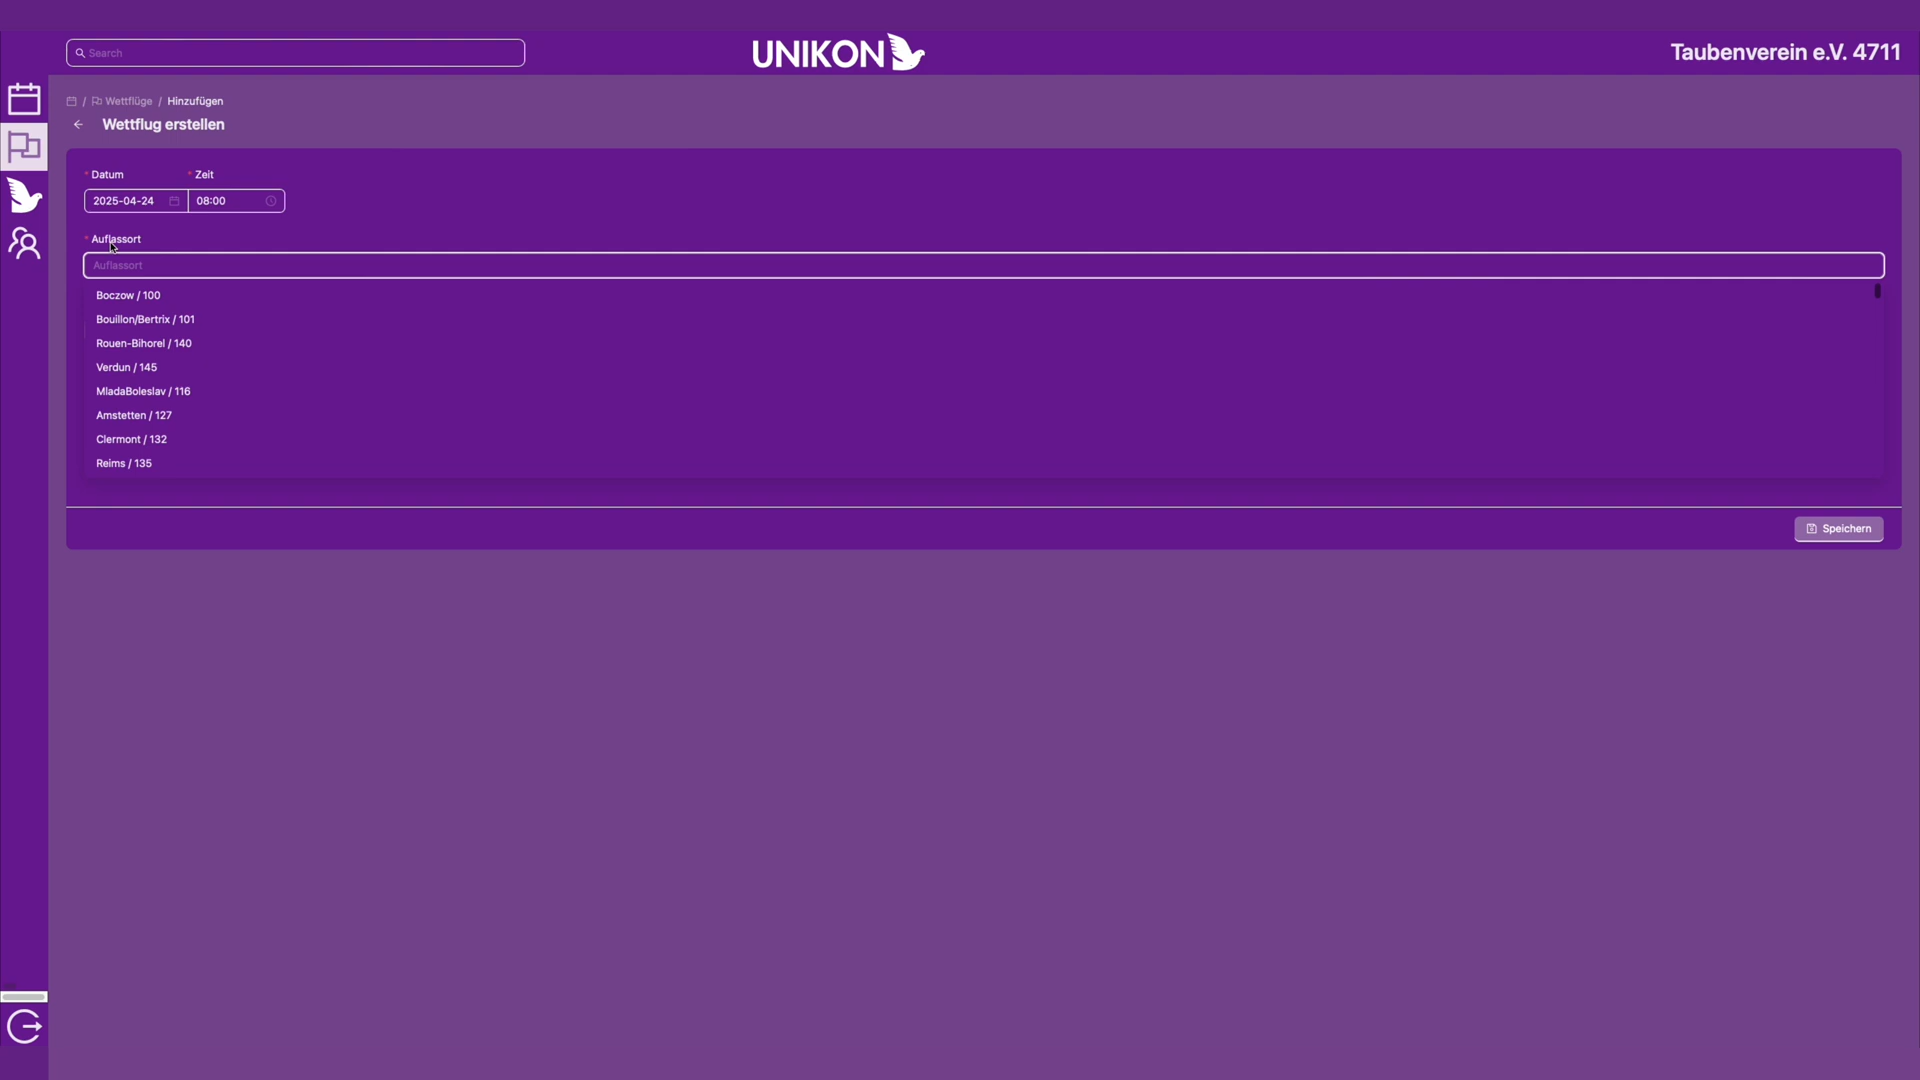 Search
UNIKON
Taubenverein e.V. 4711
/ Wettflüge / Hinzufügen
Wettflug erstellen
* Datum
* Zeit
2025-04-24
08:00
* Auflassort
Auflassort
Boczow / 100
Bouillon/Bertrix / 101
Rouen-Bihorel / 140
Verdun / 145
MladaBoleslav / 116
Amstetten / 127
Clermont / 132
Reims / 135
Speichern